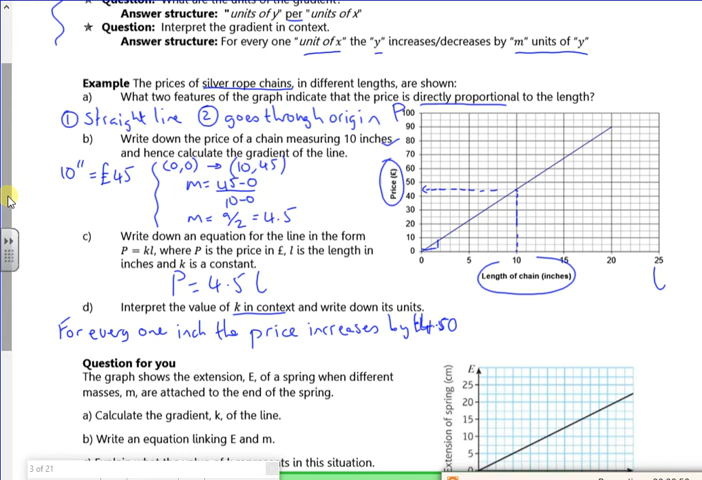 Answer structure: "units of y" per "units of x"
★ Question: Interpret the gradient in context.
Answer structure: For every one "unit of x" the "y" increases/decreases by "m" units of "y"
Example The prices of silver rope chains, in different lengths, are shown:
a) What two features of the graph indicate that the price is directly proportional to the length?
① Straight line ② goes through origin
b) Write down the price of a chain measuring 10 inches
and hence calculate the gradient of the line.
10" = £45
(0,0) → (10,45)
m = 45-0
10-0
m = 9/2 = 4.5
c) Write down an equation for the line in the form
P = kl, where P is the price in £, l is the length in
inches and k is a constant.
P = 4.5 l
d) Interpret the value of k in context and write down its units.
For every one inch the price increases by £4.50
P
100
90
80
70
60
50
40
30
20
10
0
Price (£)
0 5 10 15 20 25
Length of chain (inches)
l
Question for you
The graph shows the extension, E, of a spring when different
masses, m, are attached to the end of the spring.
a) Calculate the gradient, k, of the line.
b) Write an equation linking E and m.
ts in this situation.
3 of 21
Extension of spring (cm)
E
25
20
15
10
5